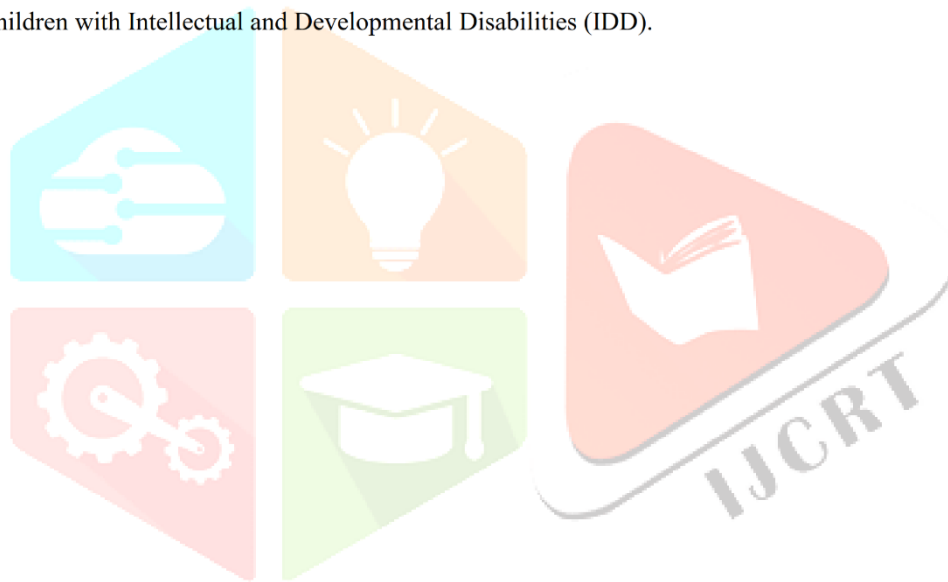 hildren with Intellectual and Developmental Disabilities (IDD).
IJCRT